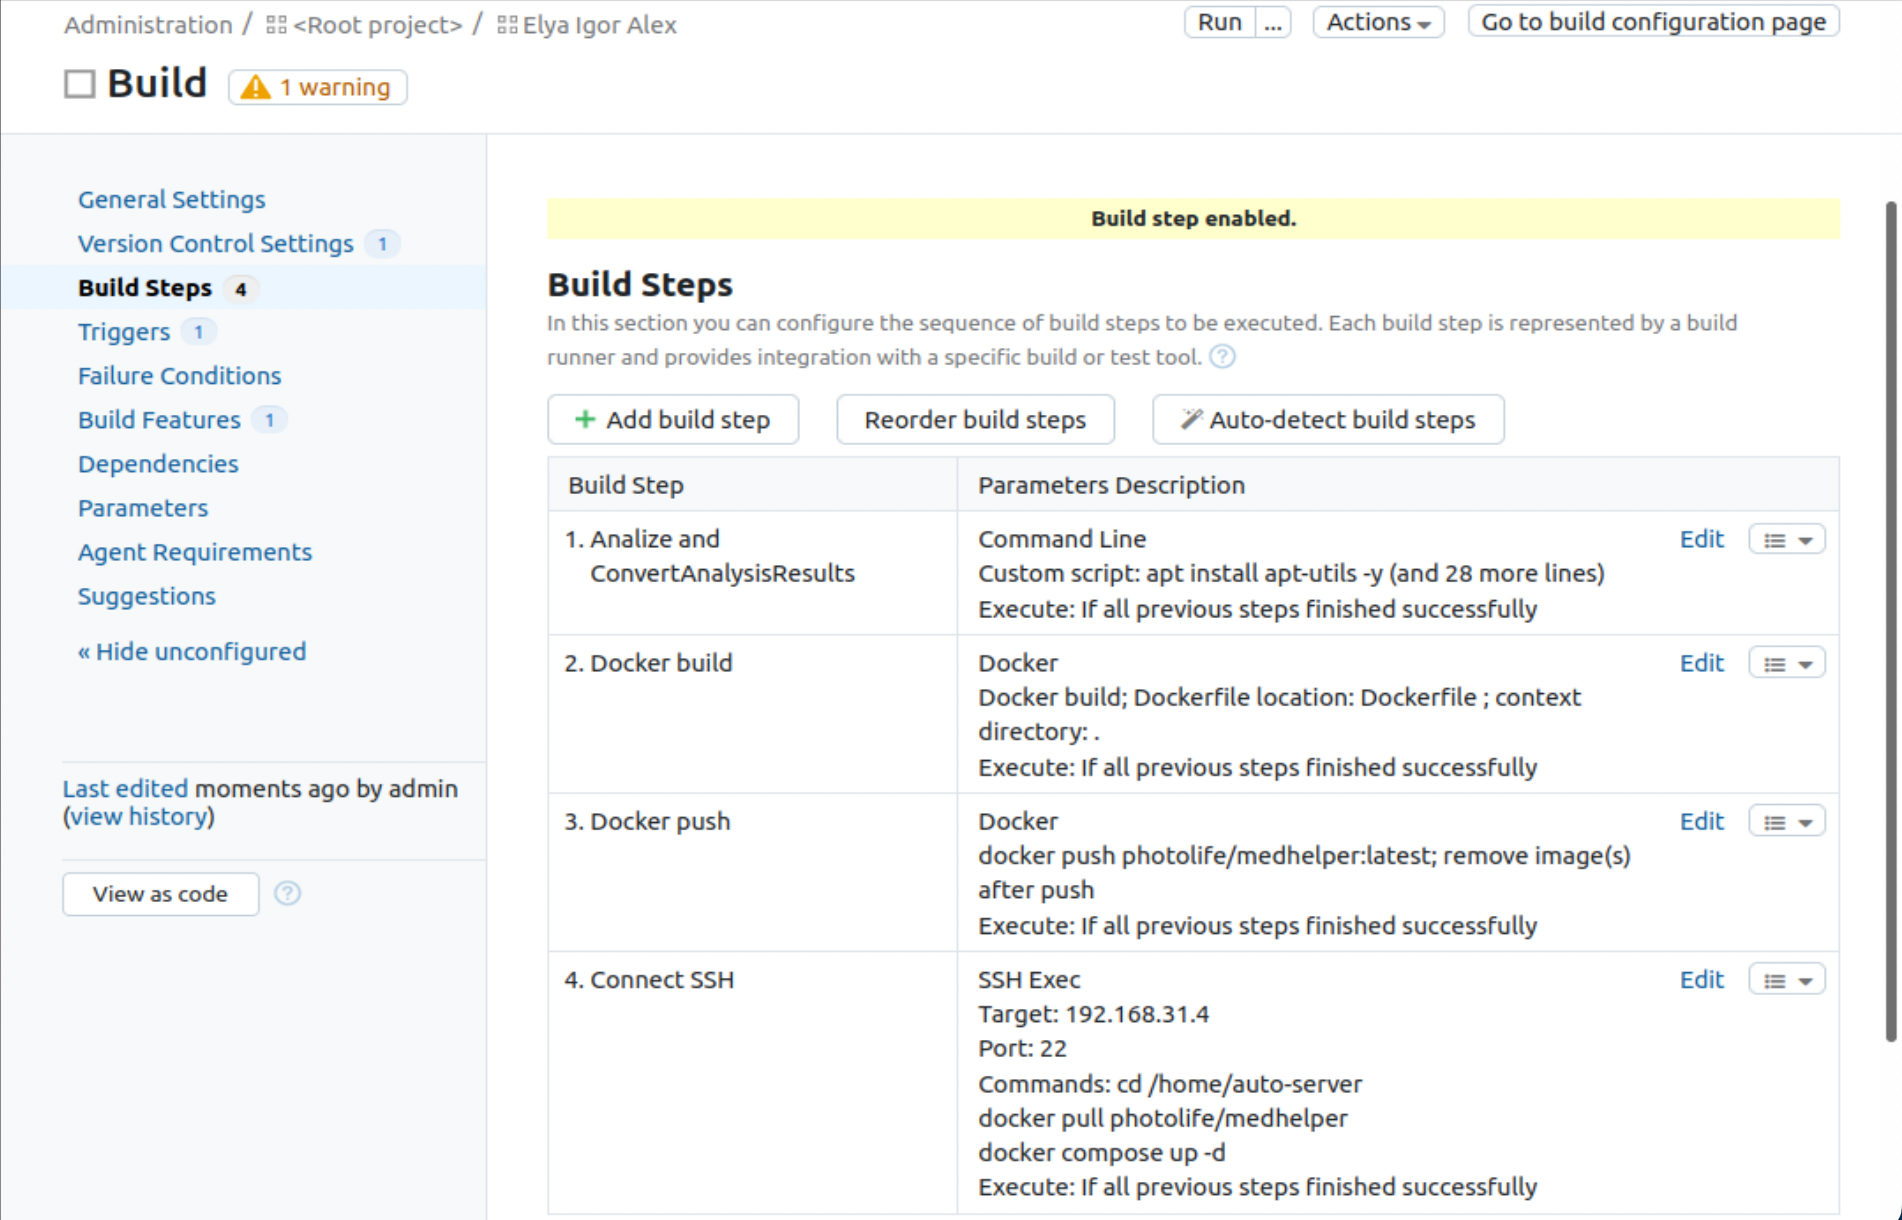 Administration / <Root project> / Elya Igor Alex
Run ... Actions Go to build configuration page
Build 1 warning
General Settings
Version Control Settings 1
Build Steps 4
Triggers 1
Failure Conditions
Build Features 1
Dependencies
Parameters
Agent Requirements
Suggestions
« Hide unconfigured
Last edited moments ago by admin
(view history)
View as code ?
Build step enabled.
Build Steps
In this section you can configure the sequence of build steps to be executed. Each build step is represented by a build
runner and provides integration with a specific build or test tool. ?
+ Add build step Reorder build steps Auto-detect build steps
Build Step Parameters Description
1. Analize and
ConvertAnalysisResults
Command Line Edit
Custom script: apt install apt-utils -y (and 28 more lines)
Execute: If all previous steps finished successfully
2. Docker build
Docker Edit
Docker build; Dockerfile location: Dockerfile ; context
directory: .
Execute: If all previous steps finished successfully
3. Docker push
Docker Edit
docker push photolife/medhelper:latest; remove image(s)
after push
Execute: If all previous steps finished successfully
4. Connect SSH
SSH Exec Edit
Target: 192.168.31.4
Port: 22
Commands: cd /home/auto-server
docker pull photolife/medhelper
docker compose up -d
Execute: If all previous steps finished successfully